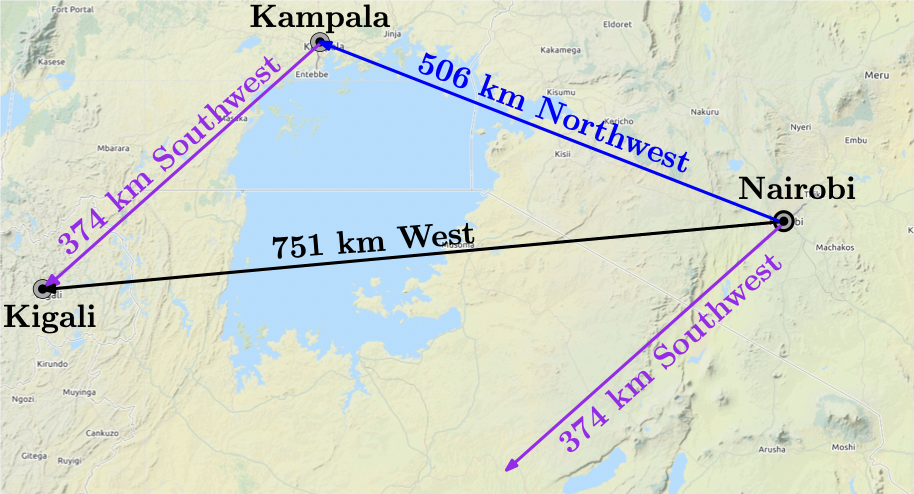 Fort Portal
Kampala
Jinja
Eldoret
Kasese
Kakamega
Entebbe
506 km Northwest
Meru
Kisumu
Nakuru
Kericho
Nyeri
Embu
Masaka
Mbarara
374 km Southwest
Kisii
Nairobi
751 km West
Musoma
Machakos
Kigali
374 km Southwest
Kirundo
Muyinga
Ngozi
Cankuzo
Gitega
Ruyigi
Arusha
Moshi